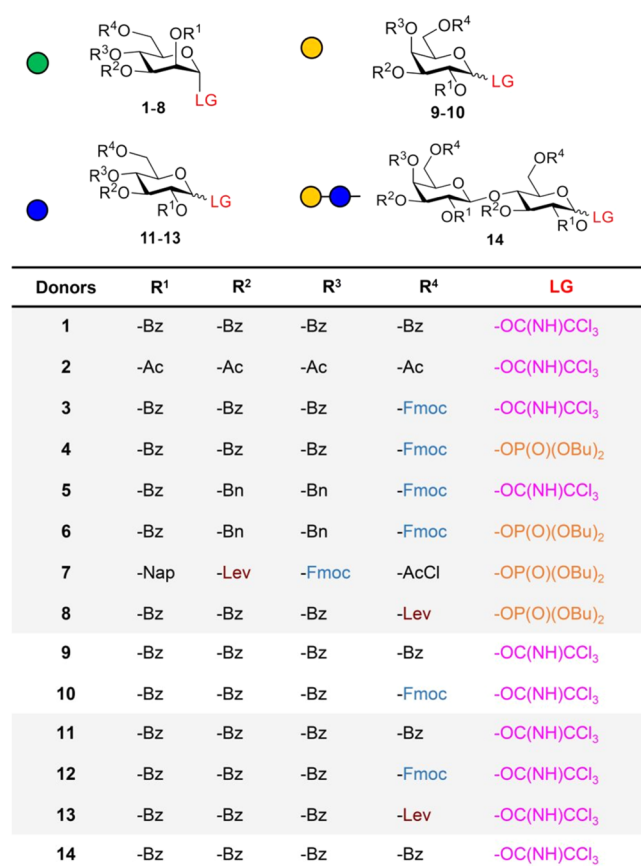 R⁴O
R¹
R³O
R²O
O
O
LG
1-8
R³
OR⁴
O
R²O
R¹O
O
LG
9-10
R⁴O
R³O
R²O
R¹O
O
LG
11-13
R³
OR⁴
O
R²O
OR¹
O
O
OR⁴
R²O
R¹O
O
LG
14
Donors R¹ R² R³ R⁴ LG
1 -Bz -Bz -Bz -Bz -OC(NH)CCl₃
2 -Ac -Ac -Ac -Ac -OC(NH)CCl₃
3 -Bz -Bz -Bz -Fmoc -OC(NH)CCl₃
4 -Bz -Bz -Bz -Fmoc -OP(O)(OBu)₂
5 -Bz -Bn -Bn -Fmoc -OC(NH)CCl₃
6 -Bz -Bn -Bn -Fmoc -OP(O)(OBu)₂
7 -Nap -Lev -Fmoc -AcCl -OP(O)(OBu)₂
8 -Bz -Bz -Bz -Lev -OP(O)(OBu)₂
9 -Bz -Bz -Bz -Bz -OC(NH)CCl₃
10 -Bz -Bz -Bz -Fmoc -OC(NH)CCl₃
11 -Bz -Bz -Bz -Bz -OC(NH)CCl₃
12 -Bz -Bz -Bz -Fmoc -OC(NH)CCl₃
13 -Bz -Bz -Bz -Lev -OC(NH)CCl₃
14 -Bz -Bz -Bz -Bz -OC(NH)CCl₃